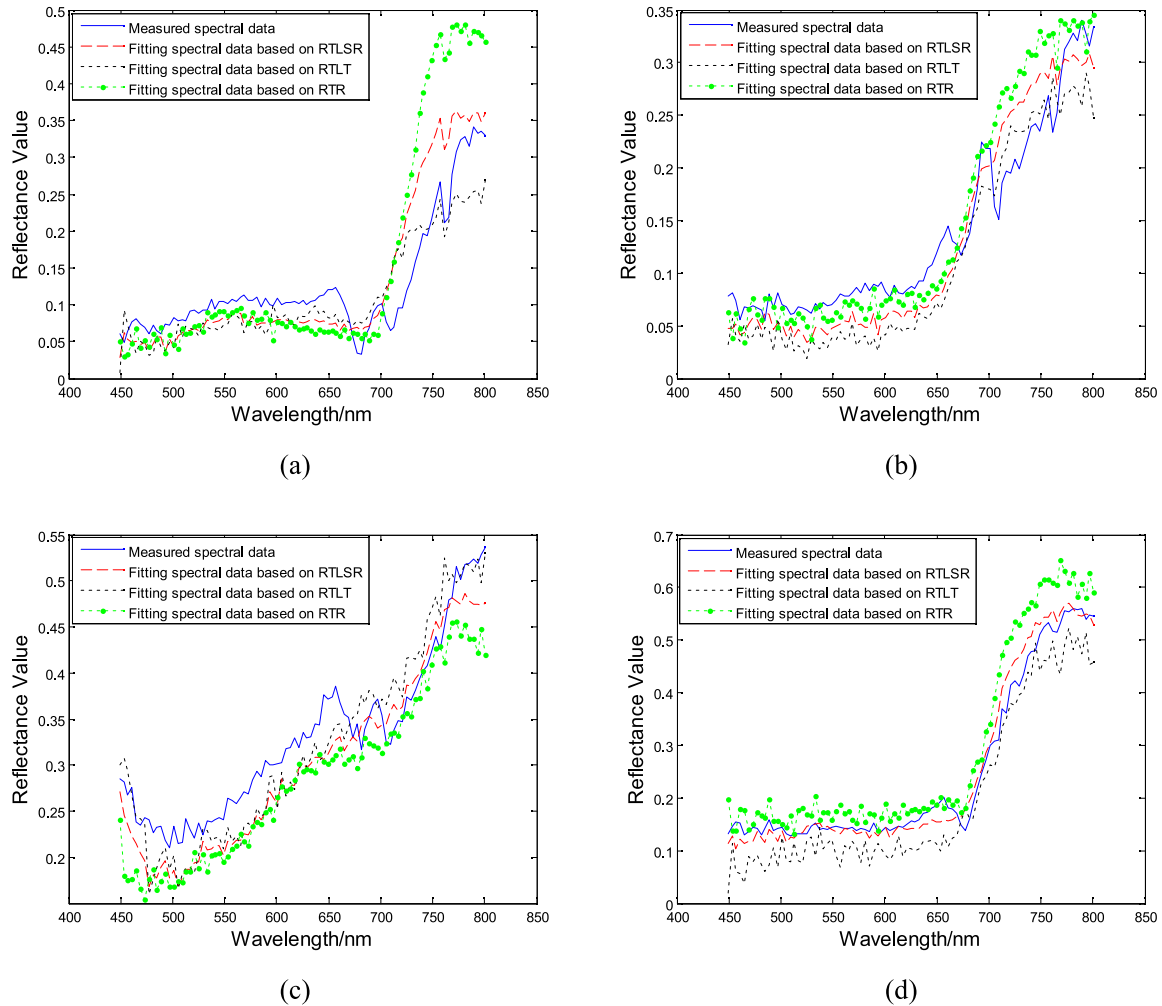 Measured spectral data
Fitting spectral data based on RTLSR
Fitting spectral data based on RTLT
Fitting spectral data based on RTR
0.5
0.45
0.4
0.35
0.3
0.25
0.2
0.15
0.1
0.05
0
Reflectance Value
400 450 500 550 600 650 700 750 800 850
Wavelength/nm
(a)
Measured spectral data
Fitting spectral data based on RTLSR
Fitting spectral data based on RTLT
Fitting spectral data based on RTR
0.35
0.3
0.25
0.2
0.15
0.1
0.05
0
Reflectance Value
400 450 500 550 600 650 700 750 800 850
Wavelength/nm
(b)
Measured spectral data
Fitting spectral data based on RTLSR
Fitting spectral data based on RTLT
Fitting spectral data based on RTR
0.55
0.5
0.45
0.4
0.35
0.3
0.25
0.2
Reflectance Value
400 450 500 550 600 650 700 750 800 850
Wavelength/nm
(c)
Measured spectral data
Fitting spectral data based on RTLSR
Fitting spectral data based on RTLT
Fitting spectral data based on RTR
0.7
0.6
0.5
0.4
0.3
0.2
0.1
0
Reflectance Value
400 450 500 550 600 650 700 750 800 850
Wavelength/nm
(d)